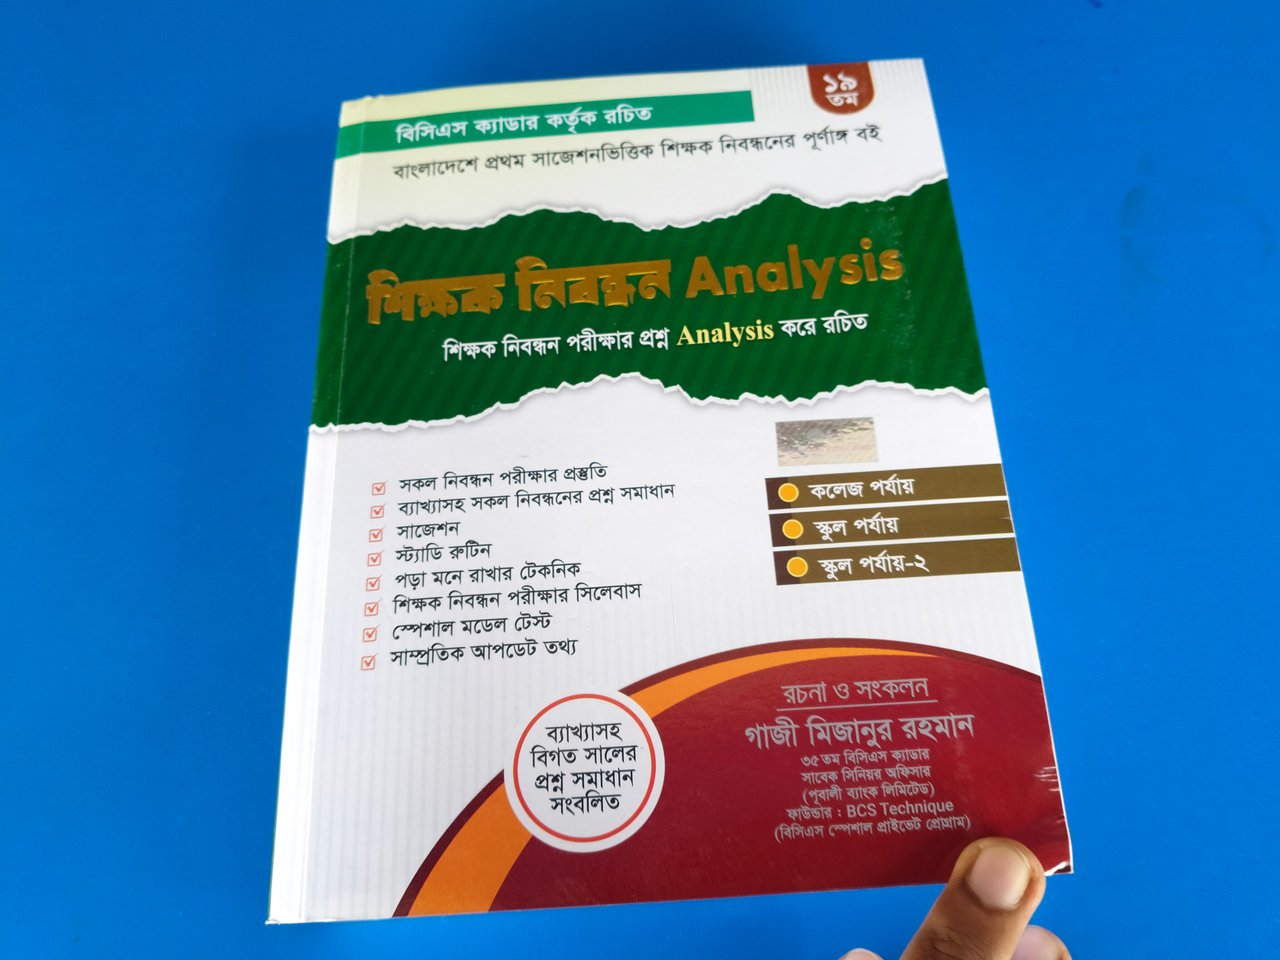 ১৯
তম
বিসিএস ক্যাডার কর্তৃক রচিত
বাংলাদেশে প্রথম সাজেশনভিত্তিক শিক্ষক নিবন্ধনের পূর্ণাঙ্গ বই
শিক্ষক নিবন্ধন Analysis
শিক্ষক নিবন্ধন পরীক্ষার প্রশ্ন Analysis করে রচিত
সকল নিবন্ধন পরীক্ষার প্রস্তুতি
ব্যাখ্যাসহ সকল নিবন্ধনের প্রশ্ন সমাধান
সাজেশন
স্ট্যাডি রুটিন
পড়া মনে রাখার টেকনিক
শিক্ষক নিবন্ধন পরীক্ষার সিলেবাস
স্পেশাল মডেল টেস্ট
সাম্প্রতিক আপডেট তথ্য
কলেজ পর্যায়
স্কুল পর্যায়
স্কুল পর্যায়-২
ব্যাখ্যাসহ
বিগত সালের
প্রশ্ন সমাধান
সংবলিত
রচনা ও সংকলন
গাজী মিজানুর রহমান
৩৫ তম বিসিএস ক্যাডার
সাবেক সিনিয়র অফিসার
(পূবালী ব্যাংক লিমিটেড)
ফাউন্ডার : BCS Technique
(বিসিএস স্পেশাল প্রাইভেট প্রোগ্রাম)